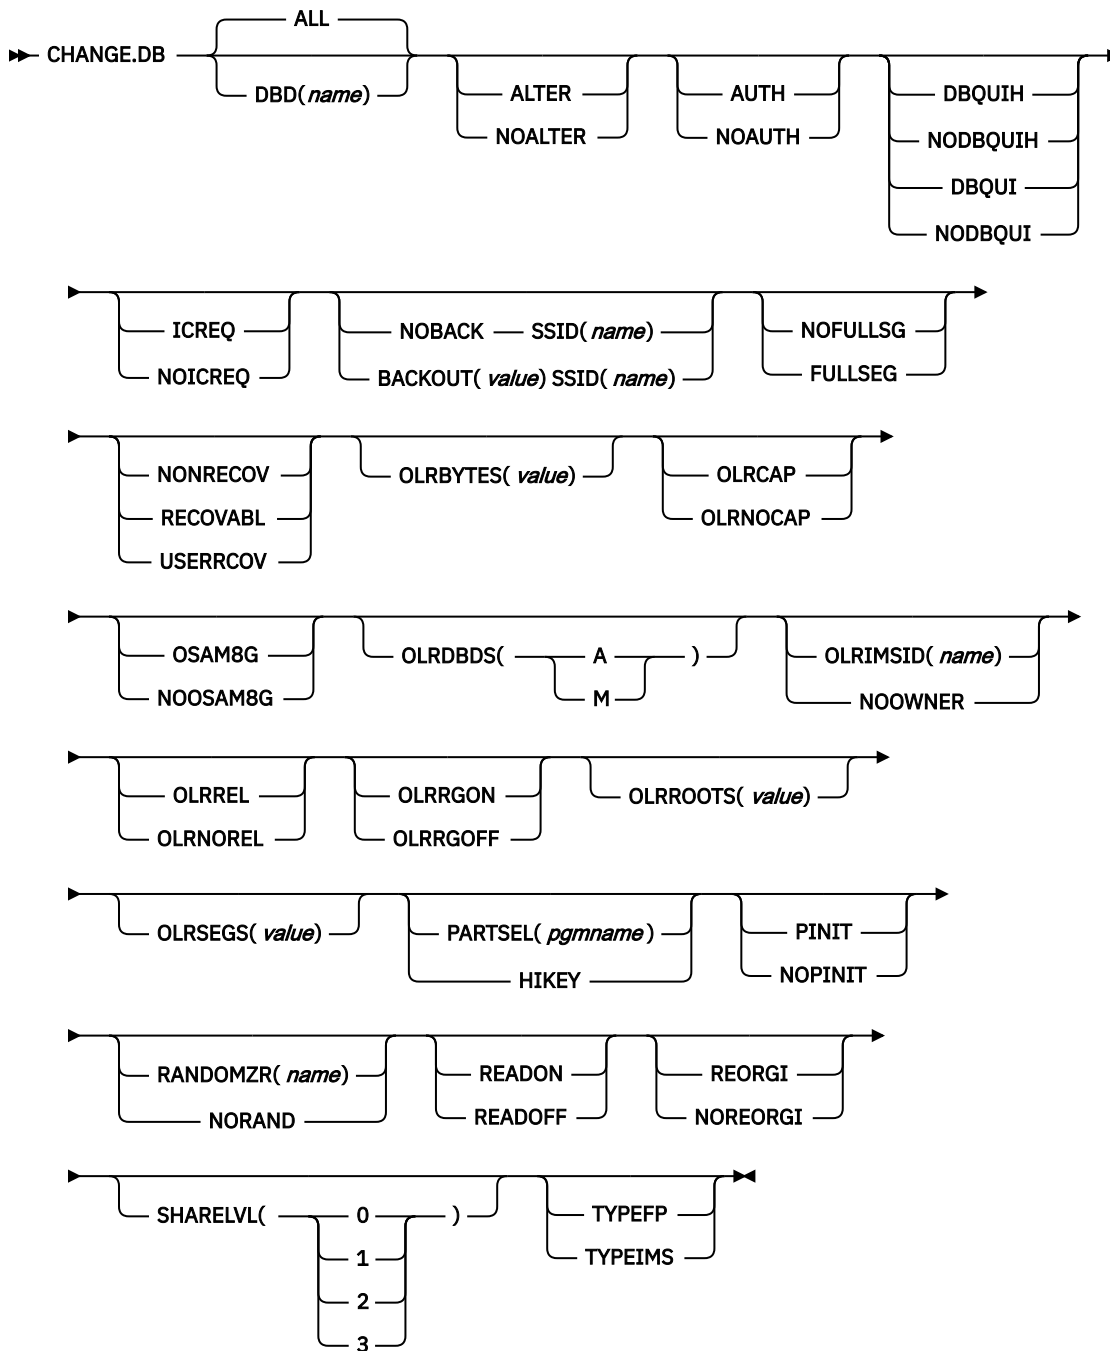 ALL
CHANGE.DB
DBD(name)
ALTER AUTH DBQUIH
NOALTER NOAUTH NODBQUIH
DBQUI
NODBQUI
ICREQ NOBACK SSID(name) NOFULLSG
NOICREQ BACKOUT(value) SSID(name) FULLSEG
NONRECOV OLRBYTES(value) OLRCAP
RECOVABL OLRNOCAP
USERRCOV
OSAM8G OLRDBDS( A ) OLRIMSID(name)
NOOSAM8G M NOOWNER
OLRREL OLRRGON OLRROOTS(value)
OLRNOREL OLRRGOFF
OLRSEGS(value) PARTSEL(pgmname) PINIT
HIKEY NOPINIT
RANDOMZR(name) READON REORGI
NORAND READOFF NOREORGI
SHARELVL( 0 ) TYPEFP
1 TYPEIMS
2
3